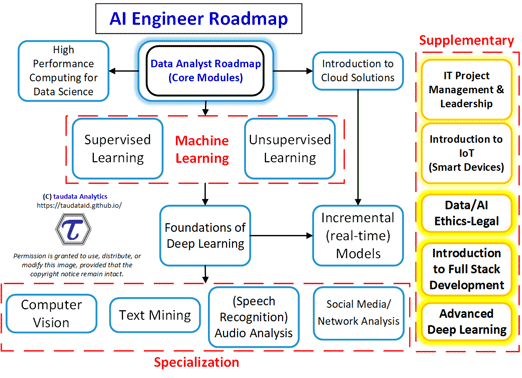 AI Engineer Roadmap
High
Performance
Computing for
Data Science
Data Analyst Roadmap
(Core Modules)
Introduction to
Cloud Solutions
Supervised
Learning
Machine
Learning
Unsupervised
Learning
(C) taudata Analytics
https://taudataid.github.io/
τ
Permission is granted to use, distribute, or
modify this image, provided that the
copyright notice remain intact.
Foundations of
Deep Learning
Incremental
(real-time)
Models
Computer
Vision
Text Mining
(Speech
Recognition)
Audio Analysis
Social Media/
Network Analysis
Specialization
Supplementary
IT Project
Management &
Leadership
Introduction to
IoT
(Smart Devices)
Data/AI
Ethics-Legal
Introduction
to Full Stack
Development
Advanced
Deep Learning